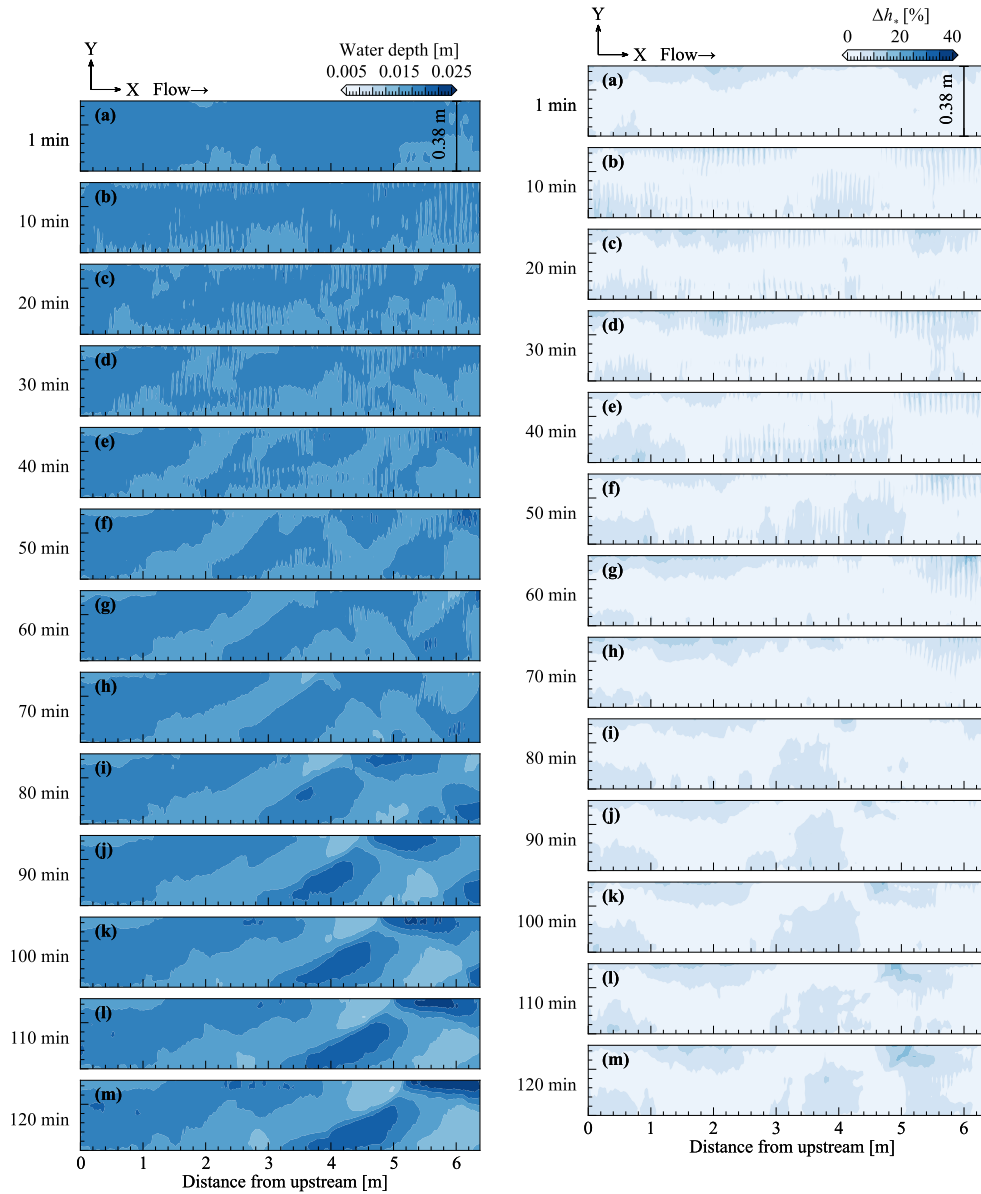 Y
X Flow→
Water depth [m]
0.005 0.015 0.025
1 min
(a)
0.38 m
10 min
(b)
20 min
(c)
30 min
(d)
40 min
(e)
50 min
(f)
60 min
(g)
70 min
(h)
80 min
(i)
90 min
(j)
100 min
(k)
110 min
(l)
120 min
(m)
0 1 2 3 4 5 6
Distance from upstream [m]
Y
X Flow→
Δh* [%]
0 20 40
1 min
(a)
0.38 m
10 min
(b)
20 min
(c)
30 min
(d)
40 min
(e)
50 min
(f)
60 min
(g)
70 min
(h)
80 min
(i)
90 min
(j)
100 min
(k)
110 min
(l)
120 min
(m)
0 1 2 3 4 5 6
Distance from upstream [m]